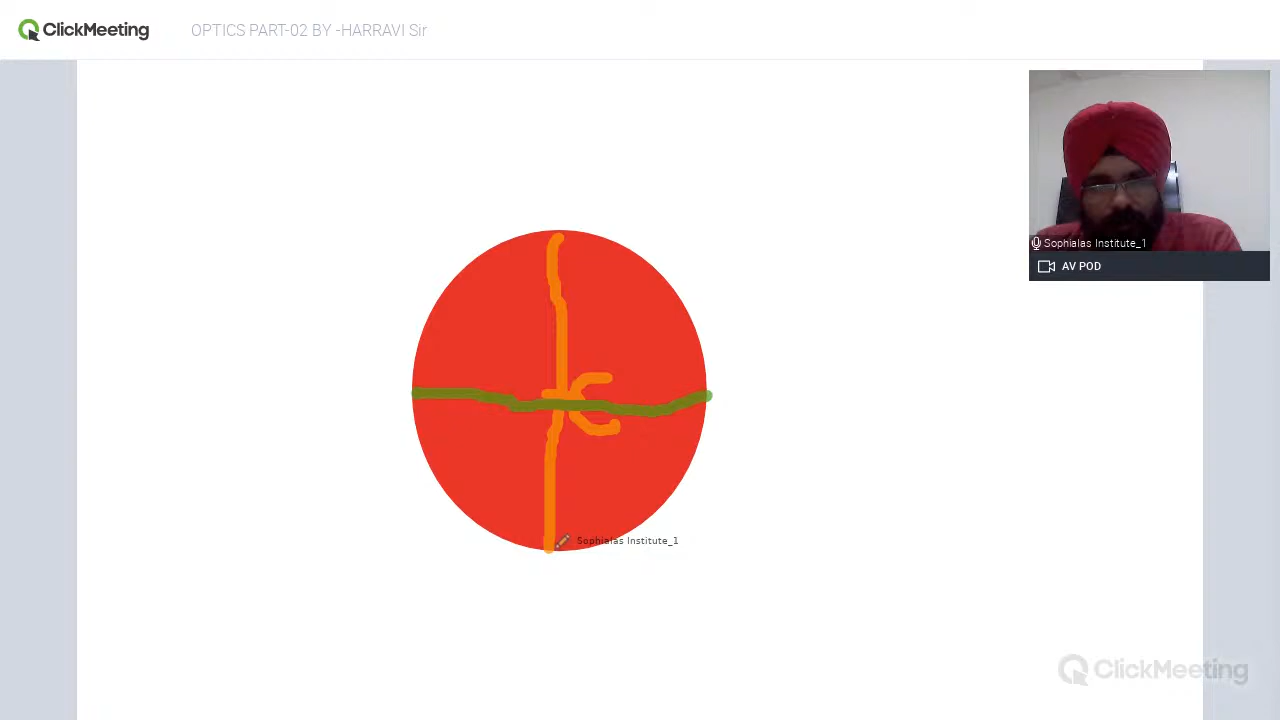 ClickMeeting
OPTICS PART-02 BY -HARRAVI Sir
Sophialas Institute_1
AV POD
C
Sophialas Institute_1
ClickMeeting